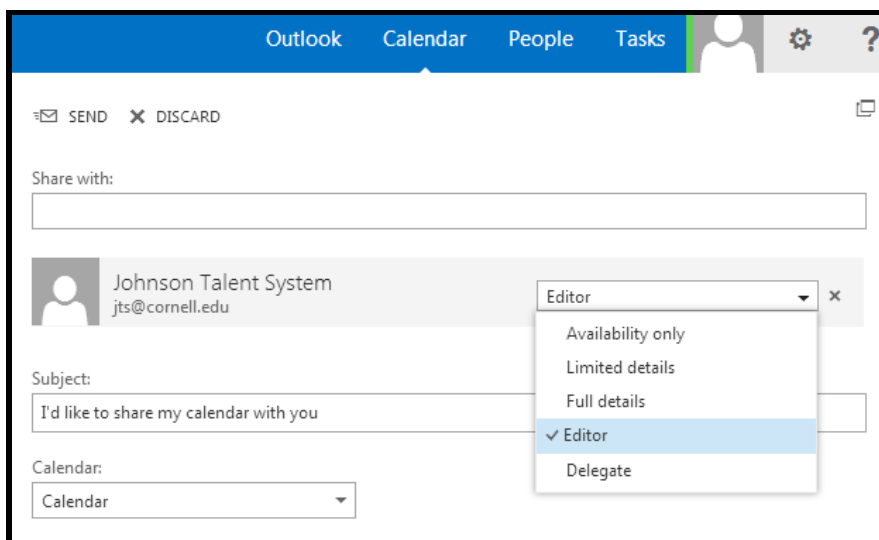 Outlook Calendar People Tasks ?
SEND DISCARD
Share with:
Johnson Talent System
jts@cornell.edu
Editor
Availability only
Limited details
Full details
Editor
Delegate
Subject:
I'd like to share my calendar with you
Calendar:
Calendar